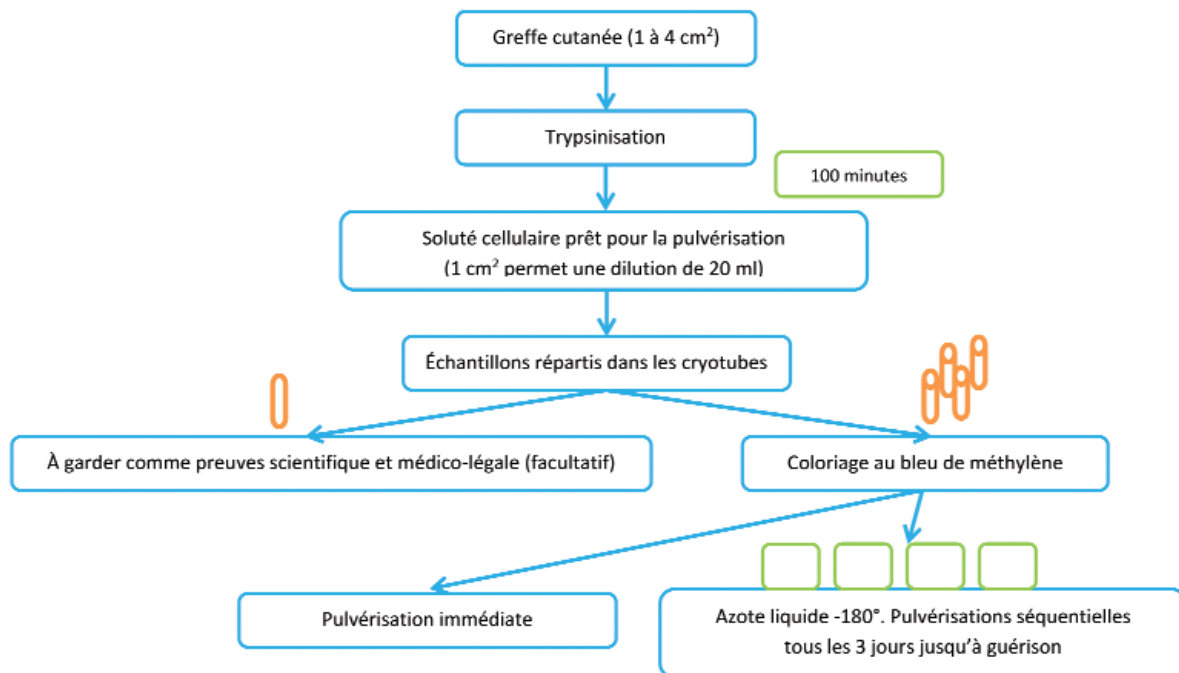 Greffe cutanée (1 à 4 cm²)
Trypsinisation
100 minutes
Soluté cellulaire prêt pour la pulvérisation
(1 cm² permet une dilution de 20 ml)
Échantillons répartis dans les cryotubes
À garder comme preuves scientifique et médico-légale (facultatif)
Coloriage au bleu de méthylène
Pulvérisation immédiate
Azote liquide -180°. Pulvérisations séquentielles
tous les 3 jours jusqu’à guérison